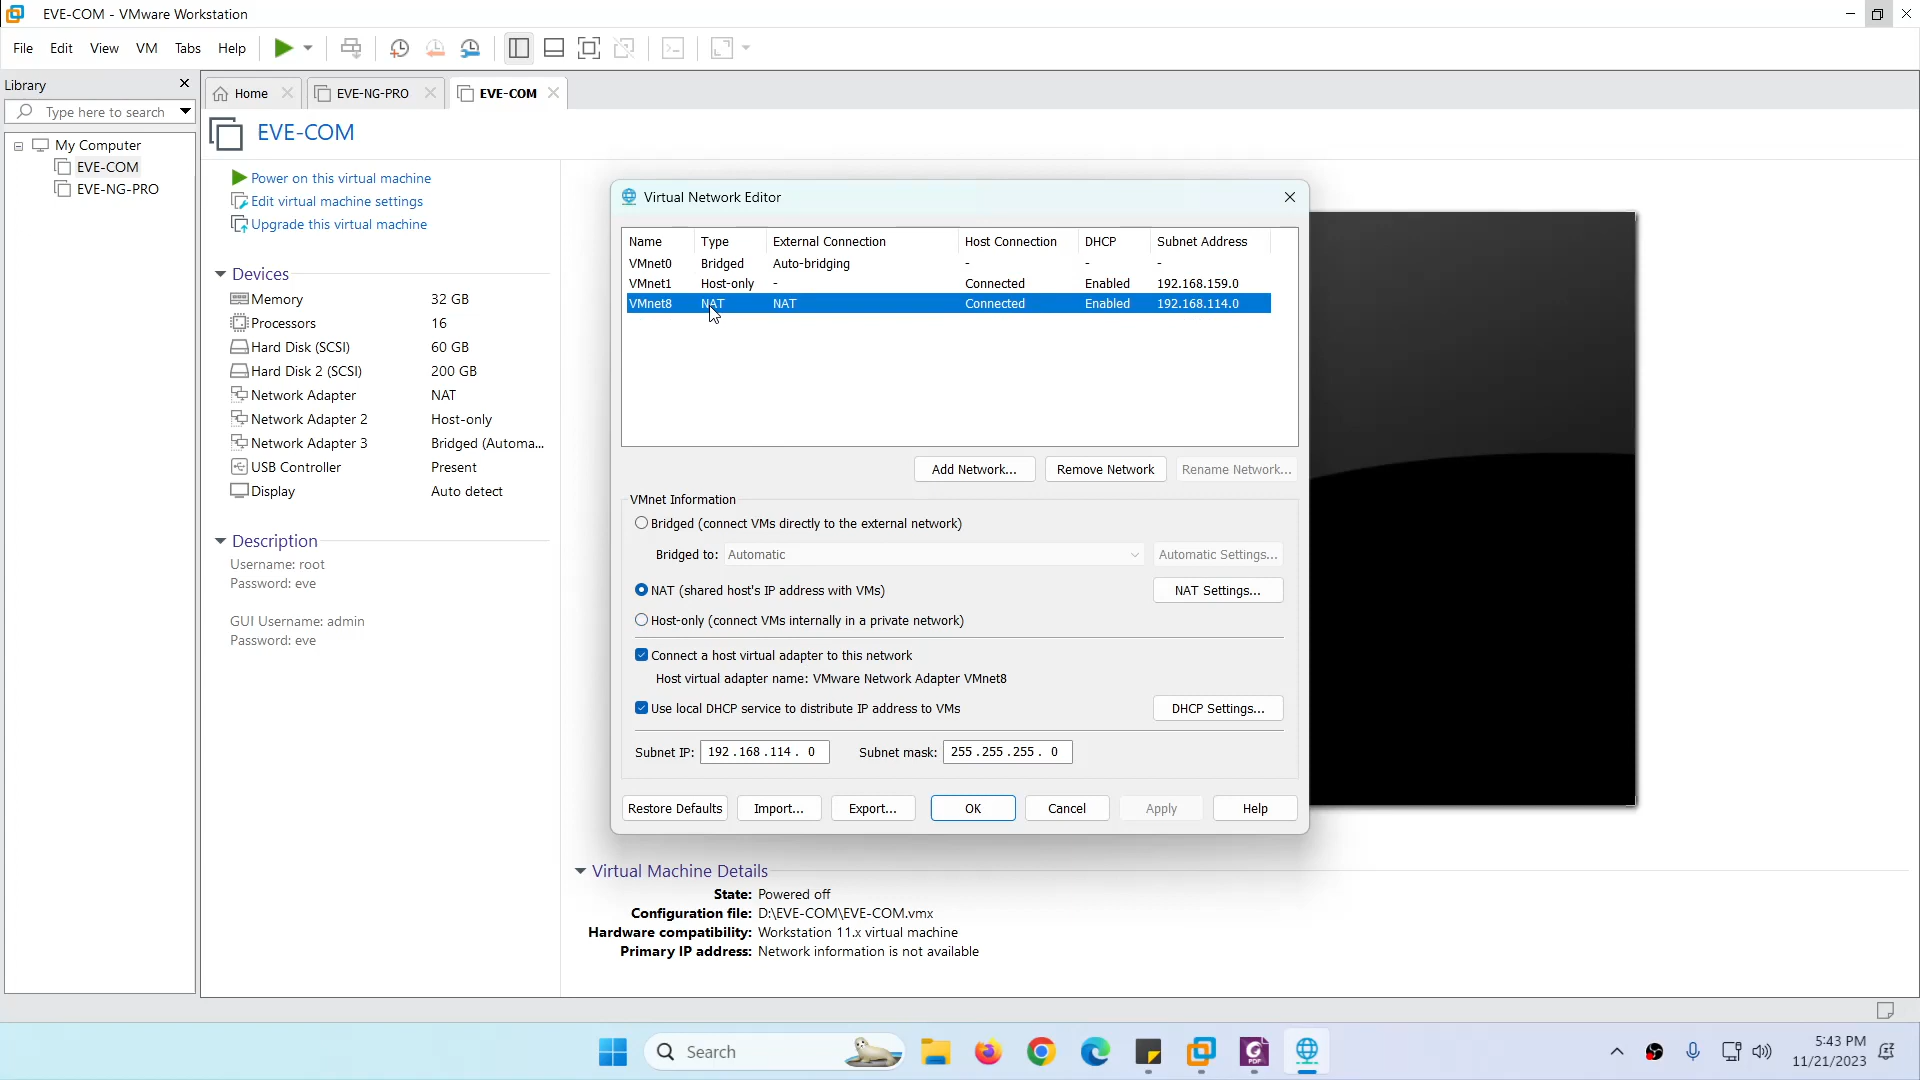 EVE-COM - VMware Workstation
File Edit View VM Tabs Help
Library
Type here to search
My Computer
EVE-COM
EVE-NG-PRO
Home
EVE-NG-PRO
EVE-COM
EVE-COM
Power on this virtual machine
Edit virtual machine settings
Upgrade this virtual machine
Devices
Memory 32 GB
Processors 16
Hard Disk (SCSI) 60 GB
Hard Disk 2 (SCSI) 200 GB
Network Adapter NAT
Network Adapter 2 Host-only
Network Adapter 3 Bridged (Automa...
USB Controller Present
Display Auto detect
Description
Username: root
Password: eve
GUI Username: admin
Password: eve
Virtual Network Editor
Name Type External Connection Host Connection DHCP Subnet Address
VMnet0 Bridged Auto-bridging - - -
VMnet1 Host-only - Connected Enabled 192.168.159.0
VMnet8 NAT NAT Connected Enabled 192.168.114.0
Add Network... Remove Network Rename Network...
VMnet Information
Bridged (connect VMs directly to the external network)
Bridged to: Automatic Automatic Settings...
NAT (shared host's IP address with VMs) NAT Settings...
Host-only (connect VMs internally in a private network)
Connect a host virtual adapter to this network
Host virtual adapter name: VMware Network Adapter VMnet8
Use local DHCP service to distribute IP address to VMs DHCP Settings...
Subnet IP: 192 . 168 . 114 . 0 Subnet mask: 255 . 255 . 255 . 0
Restore Defaults Import... Export... OK Cancel Apply Help
Virtual Machine Details
State: Powered off
Configuration file: D:\EVE-COM\EVE-COM.vmx
Hardware compatibility: Workstation 11.x virtual machine
Primary IP address: Network information is not available
Search
PDF
5:43 PM
11/21/2023